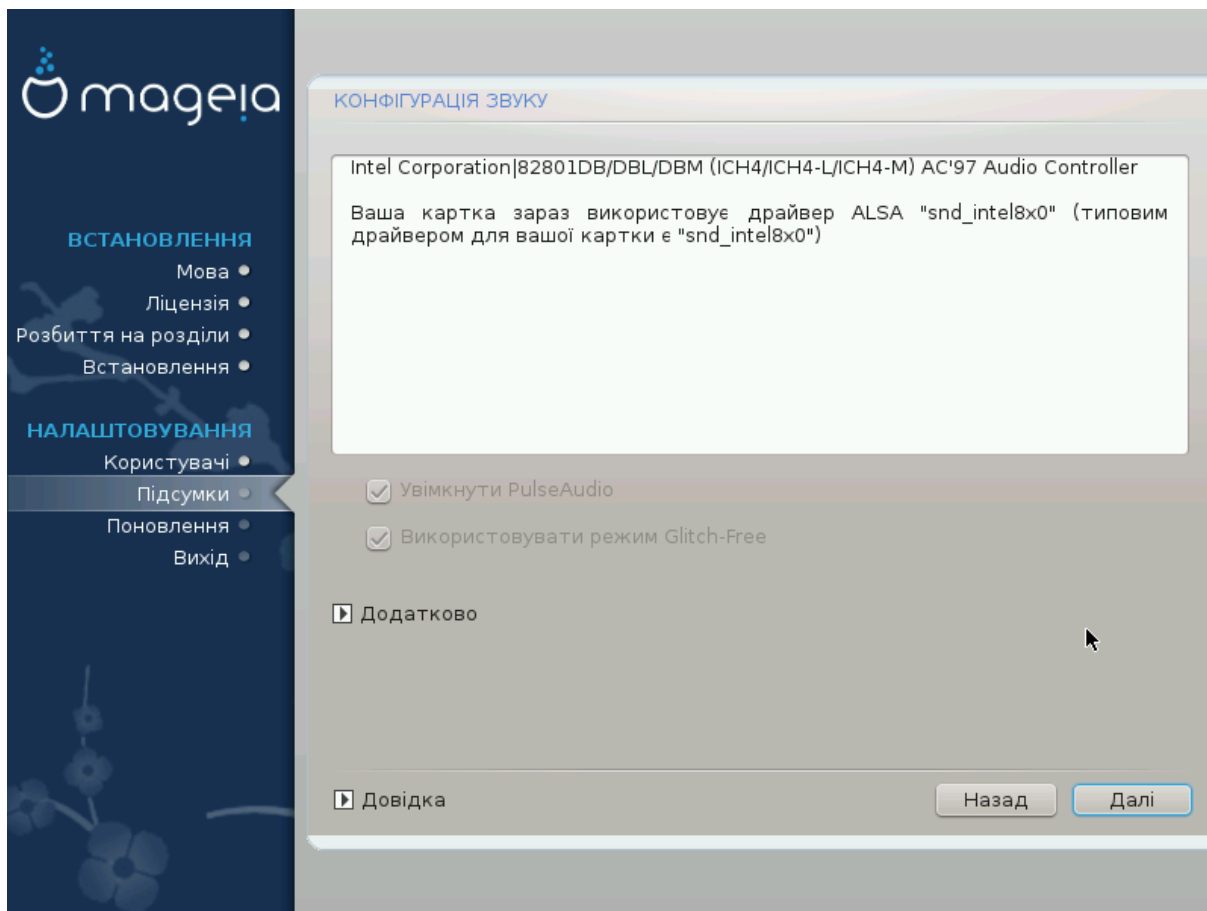 mageia
ВСТАНОВЛЕННЯ
Мова
Ліцензія
Розбиття на розділи
Встановлення
НАЛАШТОВУВАННЯ
Користувачі
Підсумки
Поновлення
Вихід
КОНФІГУРАЦІЯ ЗВУКУ
Intel Corporation|82801DB/DBL/DBM (ICH4/ICH4-L/ICH4-M) AC'97 Audio Controller
Ваша картка зараз використовує драйвер ALSA "snd_intel8x0" (типовим
драйвером для вашої картки є "snd_intel8x0")
Увімкнути PulseAudio
Використовувати режим Glitch-Free
Додатково
Довідка
Назад
Далі